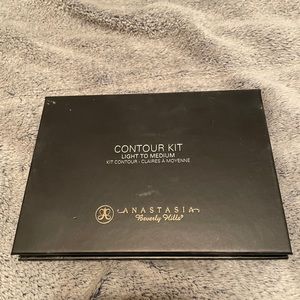 CONTOUR KIT
LIGHT TO MEDIUM
KIT CONTOUR - CLAIRES À MOYENNE
ANASTASIA
Beverly Hills